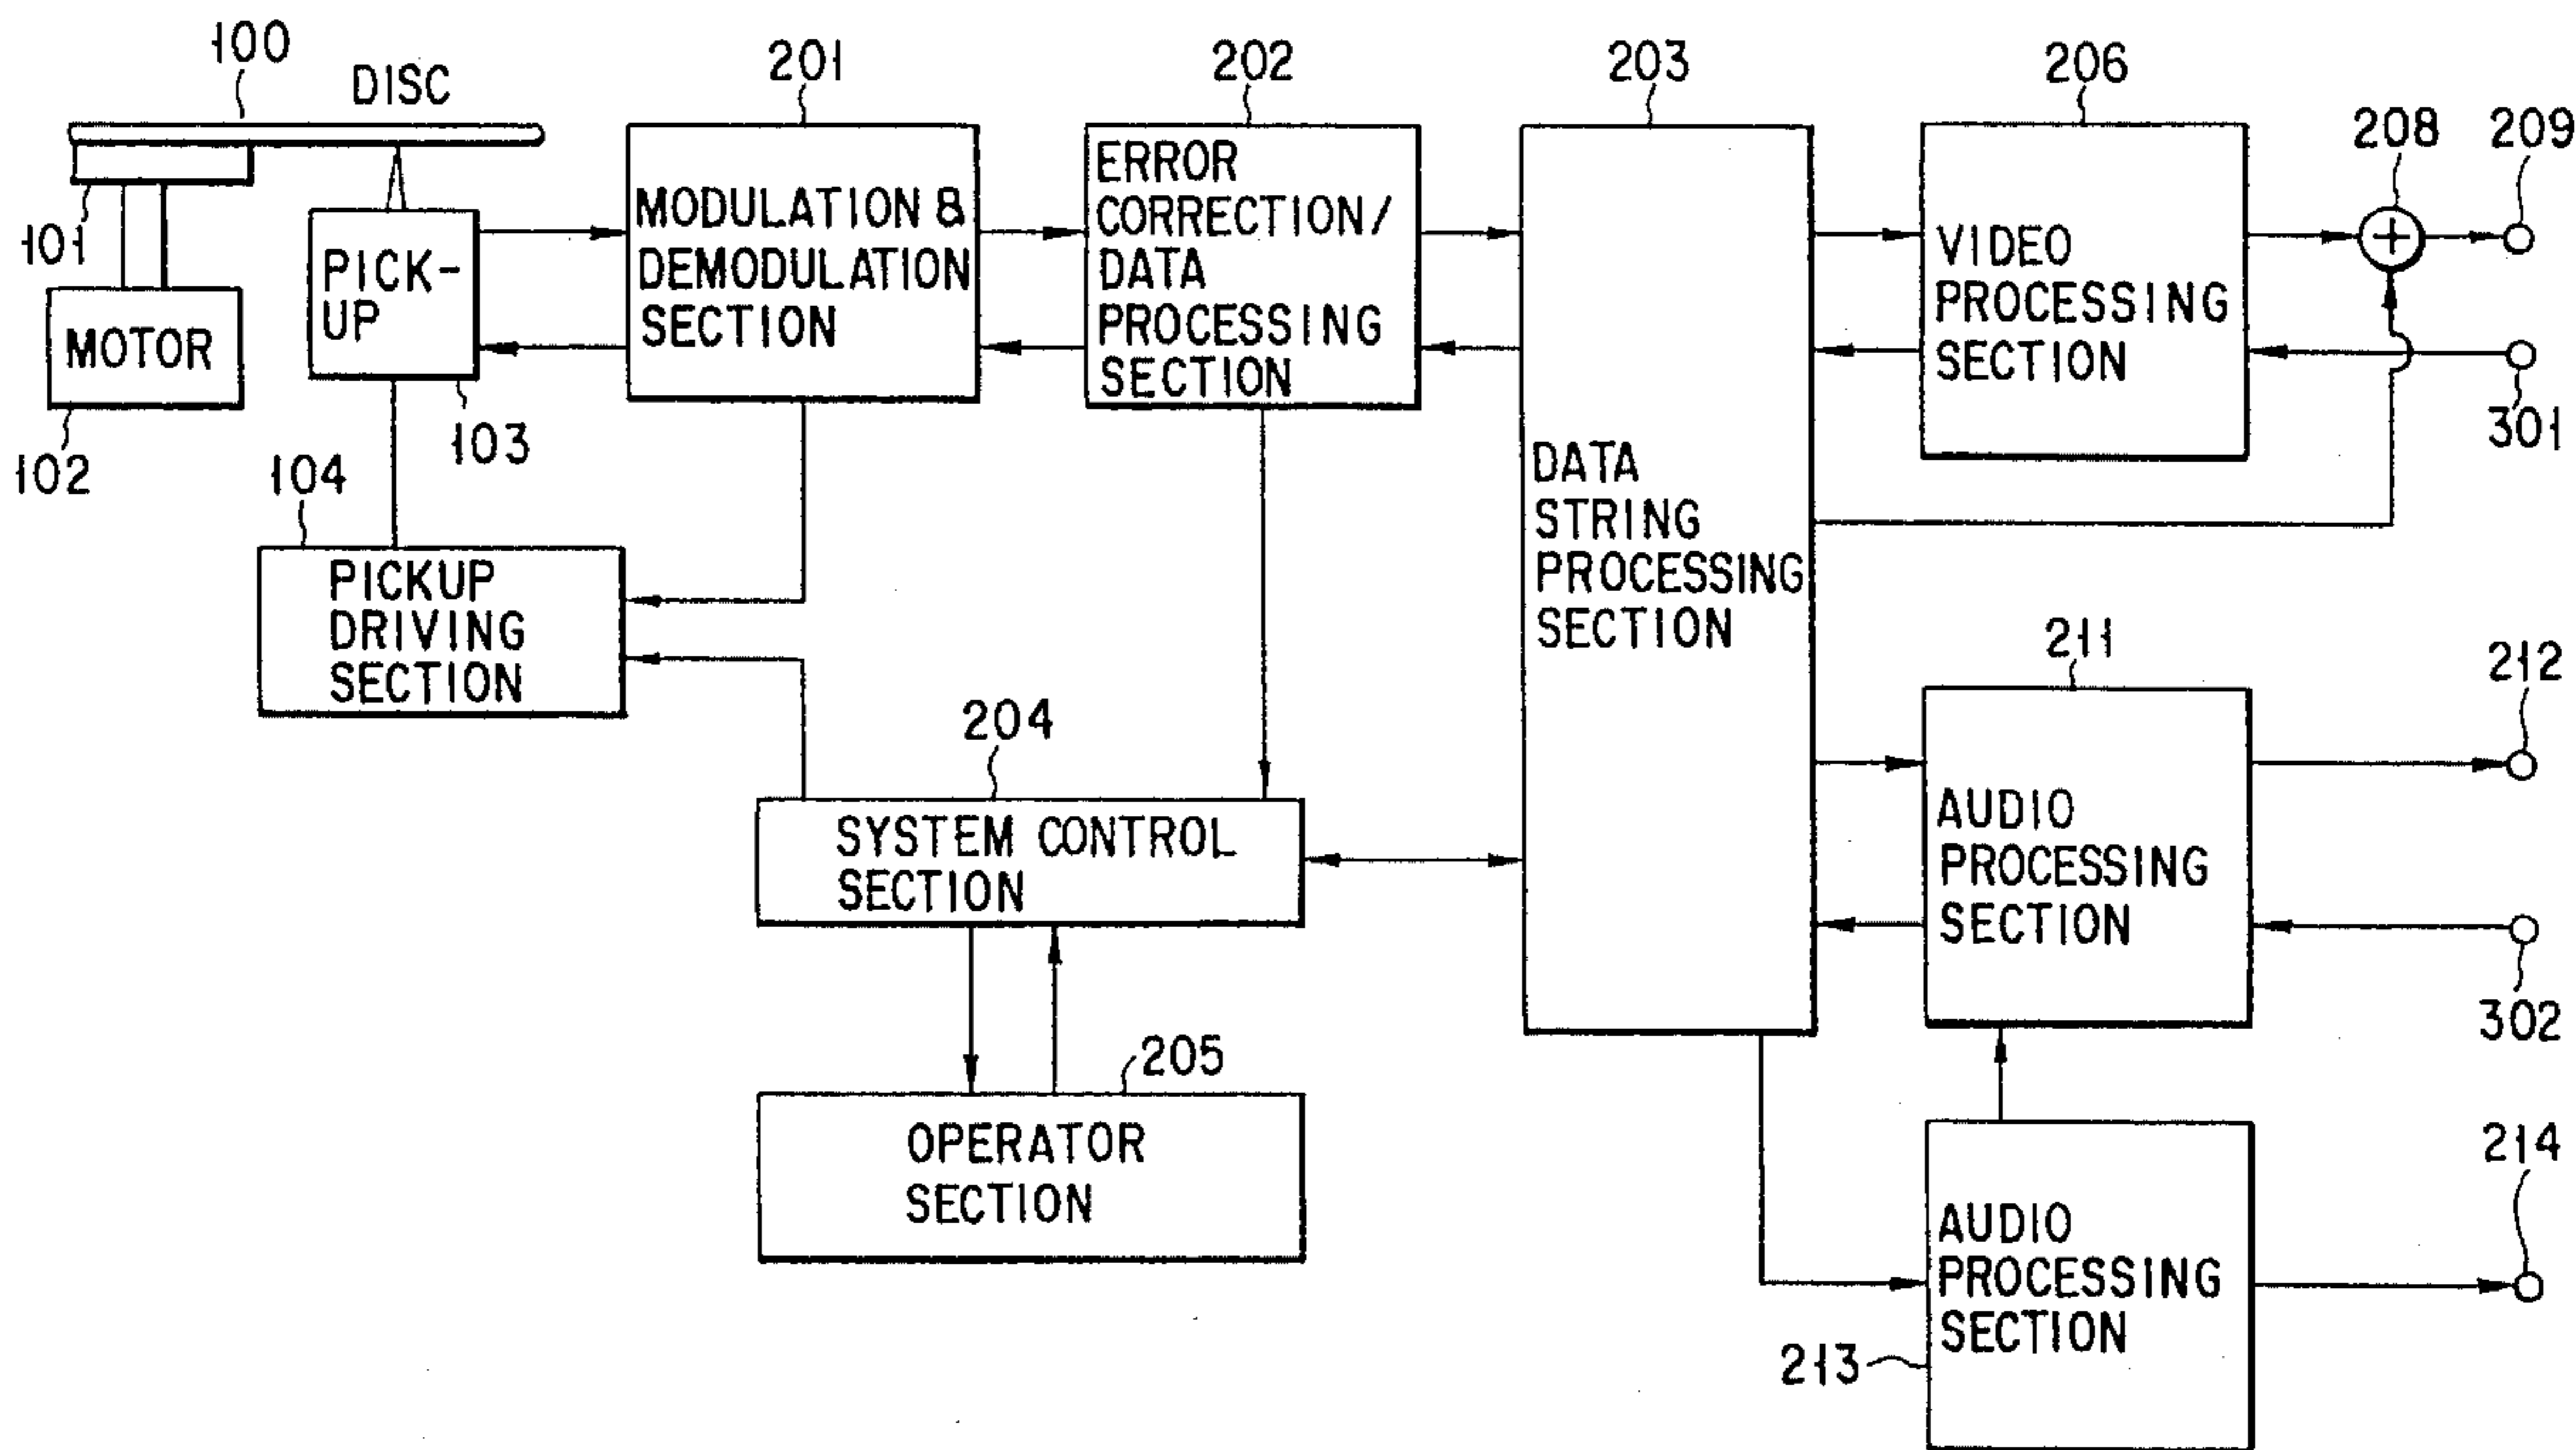 100
DISC
201
202
203
206
208
209
101
MOTOR
102
PICK-
UP
103
MODULATION &
DEMODULATION
SECTION
ERROR
CORRECTION/
DATA
PROCESSING
SECTION
DATA
STRING
PROCESSING
SECTION
VIDEO
PROCESSING
SECTION
301
104
PICKUP
DRIVING
SECTION
204
SYSTEM CONTROL
SECTION
205
OPERATOR
SECTION
211
212
AUDIO
PROCESSING
SECTION
302
213
AUDIO
PROCESSING
SECTION
214
+